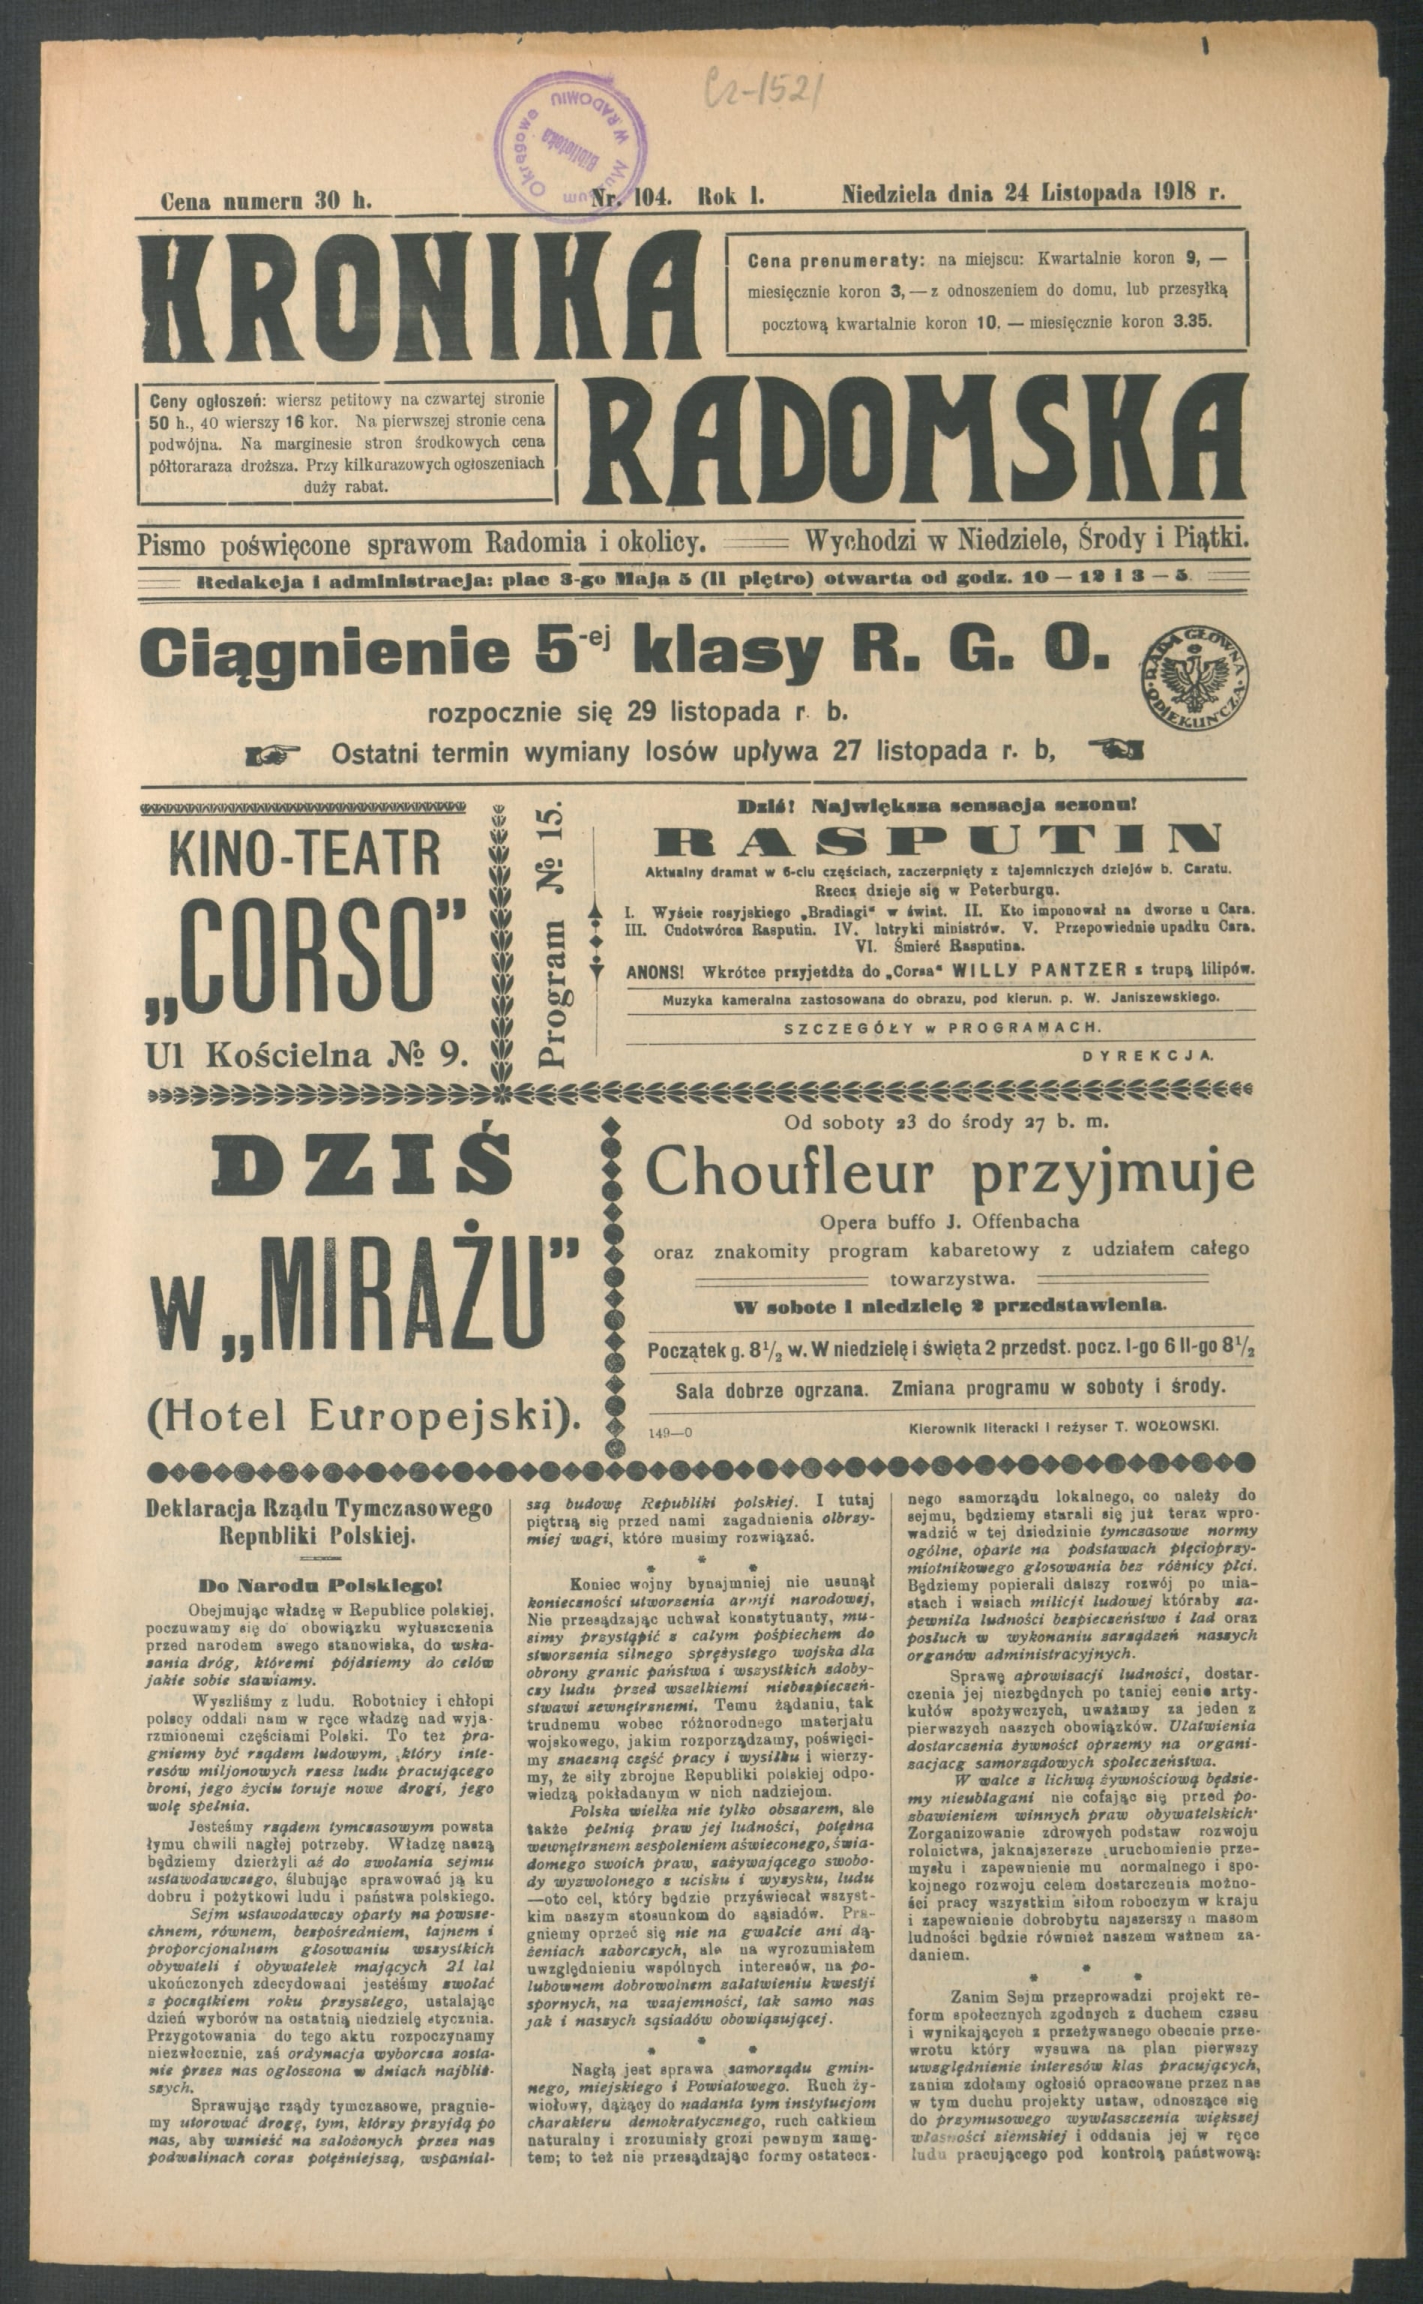 Cz-1521
Muzeum Okręgowe W RADOMIU
Biblioteka
Cena numeru 30 h.
Nr. 104. Rok I.
Niedziela dnia 24 Listopada 1918 r.
KRONIKA
Cena prenumeraty: na miejscu: Kwartalnie koron 9, —
miesięcznie koron 3, — z odnoszeniem do domu, lub przesyłką
pocztową kwartalnie koron 10. — miesięcznie koron 3.35.
Ceny ogłoszeń: wiersz petitowy na czwartej stronie
50 h., 40 wierszy 16 kor. Na pierwszej stronie cena
podwójna. Na marginesie stron środkowych cena
półtoraraza droższa. Przy kilkurazowych ogłoszeniach
duży rabat.
RADOMSKA
Pismo poświęcone sprawom Radomia i okolicy. Wychodzi w Niedziele, Środy i Piątki.
Redakcja i administracja: plac 3-go Maja 5 (II piętro) otwarta od godz. 10 — 12 i 3 — 5.
Ciągnienie 5-ej klasy R. G. O.
RADA GŁÓWNA OPIEKUŃCZA
rozpocznie się 29 listopada r. b.
Ostatni termin wymiany losów upływa 27 listopada r. b,
KINO-TEATR
„CORSO”
Ul Kościelna № 9.
Program № 15.
Dziś! Największa sensacja sezonu!
RASPUTIN
Aktualny dramat w 6-ciu częściach, zaczerpnięty z tajemniczych dziejów b. Caratu.
Rzecz dzieje się w Peterburgu.
I. Wyście rosyjskiego „Bradiagi“ w świat. II. Kto imponował na dworze u Cara.
III. Cudotwórca Rasputin. IV. Intryki ministrów. V. Przepowiednie upadku Cara.
VI. Śmierć Rasputina.
ANONS! Wkrótce przyjeżdża do „Corsa“ WILLY PANTZER z trupą lilipów.
Muzyka kameralna zastosowana do obrazu, pod kierun. p. W. Janiszewskiego.
SZCZEGÓŁY w PROGRAMACH.
DYREKCJA.
DZIŚ
w „MIRAŻU”
(Hotel Europejski).
Od soboty 23 do środy 27 b. m.
Choufleur przyjmuje
Opera buffo J. Offenbacha
oraz znakomity program kabaretowy z udziałem całego
towarzystwa.
W sobote i niedzielę 2 przedstawienia.
Początek g. 8½ w. W niedzielę i święta 2 przedst. pocz. I-go 6 II-go 8½
Sala dobrze ogrzana. Zmiana programu w soboty i środy.
149—0
Kierownik literacki i reżyser T. WOŁOWSKI.
Deklaracja Rządu Tymczasowego
Republiki Polskiej.
Do Narodu Polskiego!
Obejmując władzę w Republice polskiej,
poczuwamy się do obowiązku wyłuszczenia
przed narodem swego stanowiska, do wska-
zania dróg, któremi pójdziemy do celów
jakie sobie stawiamy.
Wyszliśmy z ludu. Robotnicy i chłopi
polscy oddali nam w ręce władzę nad wyja-
rzmionemi częściami Polski. To też pra-
gniemy być rządem ludowym, który inte-
resów miljonowych rzesz ludu pracującego
broni, jego życiu toruje nowe drogi, jego
wolę spełnia.
Jesteśmy rządem tymczasowym powsta
łymu chwili nagłej potrzeby. Władzę naszą
będziemy dzierżyli aż do zwołania sejmu
ustawodawczego, ślubując sprawować ją ku
dobru i pożytkowi ludu i państwa polskiego.
Sejm ustawodawczy oparty na powsze-
chnem, równem, bezpośredniem, tajnem i
proporcjonalnem głosowaniu wszystkich
obywateli i obywatelek mających 21 lal
ukończonych zdecydowani jesteśmy zwołać
z początkiem roku przyszłego, ustalając
dzień wyborów na ostatnią niedzielę stycznia.
Przygotowania do tego aktu rozpoczynamy
niezwłocznie, zaś ordynacja wyborcza zosta-
nie przez nas ogłoszona w dniach najbliż-
szych.
Sprawując rządy tymczasowe, pragnie-
my utorować drogę, tym, którzy przyjdą po
nas, aby wznieść na założonych przez nas
podwalinach coraz potężniejszą, wspanial-
szą budowę Republiki polskiej. I tutaj
piętrzą się przed nami zagadnienia olbrzy-
miej wagi, które musimy rozwiązać.
* * *
Koniec wojny bynajmniej nie usunął
konieczności utworzenia armji narodowej,
Nie przesądzając uchwał konstytuanty, mu-
simy przystąpić z całym pośpiechem do
stworzenia silnego sprężystego wojska dla
obrony granic państwa i wszystkich zdoby-
czy ludu przed wszelkiemi niebezpieczeń-
stwawi zewnętrznemi. Temu żądaniu, tak
trudnemu wobec różnorodnego materjału
wojskowego, jakim rozporządzamy, poświęci-
my znaczną część pracy i wysiłku i wierzy-
my, że siły zbrojne Republiki polskiej odpo-
wiedzą pokładanym w nich nadziejom.
Polska wielka nie tylko obszarem, ale
także pełnią praw jej ludności, potężna
wewnętrznem zespoleniem aświeconego, świa-
domego swoich praw, zażywającego swobo-
dy wyzwolonego z ucisku i wyzysku, ludu
—oto cel, który będzie przyświecał wszyst-
kim naszym stosunkom do sąsiadów. Pra-
gniemy oprzeć się nie na gwałcie ani dą-
żeniach zaborczych, ale na wyrozumiałem
uwzględnieniu wspólnych interesów, na po-
lubownem dobrowolnem załatwieniu kwestji
spornych, na wzajemności, tak samo nas
jak i naszych sąsiadów obowiązującej.
* * *
Nagłą jest sprawa samorządu gmin-
nego, miejskiego i Powiatowego. Ruch ży-
wiołowy, dążący do nadanta tym instytucjom
charakteru demokratycznego, ruch całkiem
naturalny i zrozumiały grozi pewnym zamę-
tem; to też nie przesądzając formy ostatecz-
nego samorządu lokalnego, co należy do
sejmu, będziemy starali się już teraz wpro-
wadzić w tej dziedzinie tymczasowe normy
ogólne, oparte na podstawach pięcioprzy-
miotnikowego głosowania bez różnicy płci.
Będziemy popierali dalszy rozwój po mia-
stach i wsiach milicji ludowej któraby za-
pewniła ludności bezpieczeństwo i ład oraz
posłuch w wykonaniu zarządzeń naszych
organów administracyjnych.
Sprawę aprowizacji ludności, dostar-
czenia jej niezbędnych po taniej cenie arty-
kułów spożywczych, uważamy za jeden z
pierwszych naszych obowiązków. Ułatwienia
dostarczenia żywności oprzemy na organi-
zacjacg samorządowych społeczeństwa.
W walce z lichwą żywnościową będzie-
my nieubłagani nie cofając się przed po-
zbawieniem winnych praw obywatelskich·
Zorganizowanie zdrowych podstaw rozwoju
rolnictwa, jaknajszersze uruchomienie prze-
mysłu i zapewnienie mu normalnego i spo-
kojnego rozwoju celem dostarczenia możno-
ści pracy wszystkim siłom roboczym w kraju
i zapewnienie dobrobytu najszerszym masom
ludności będzie również naszem ważnem za-
daniem.
* * *
Zanim Sejm przeprowadzi projekt re-
form społecznych zgodnych z duchem czasu
i wynikających z przeżywanego obecnie prze-
wrotu który wysuwa na plan pierwszy
uwzględnienie interesów klas pracujących,
zanim zdołamy ogłosić opracowane przez nas
w tym duchu projekty ustaw, odnoszące się
do przymusowego wywłaszczenia większej
własności ziemskiej i oddania jej w ręce
ludu pracującego pod kontrolą państwową: